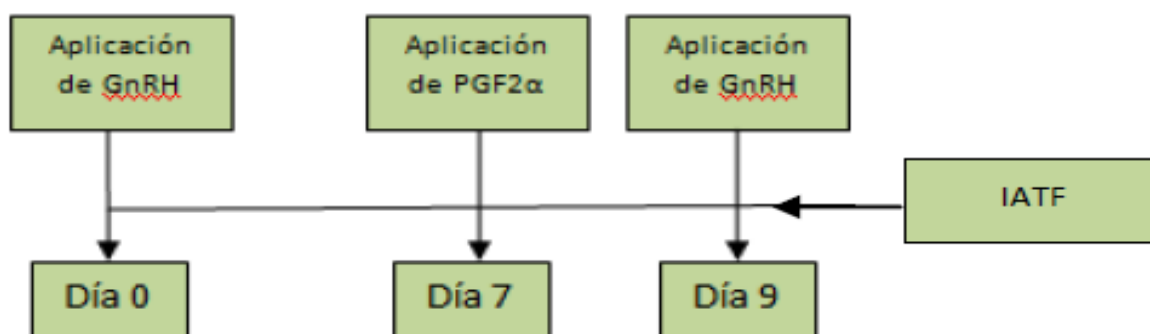 Aplicación
de GnRH
Aplicación
de PGF2α
Aplicación
de GnRH
IATF
Día 0
Día 7
Día 9